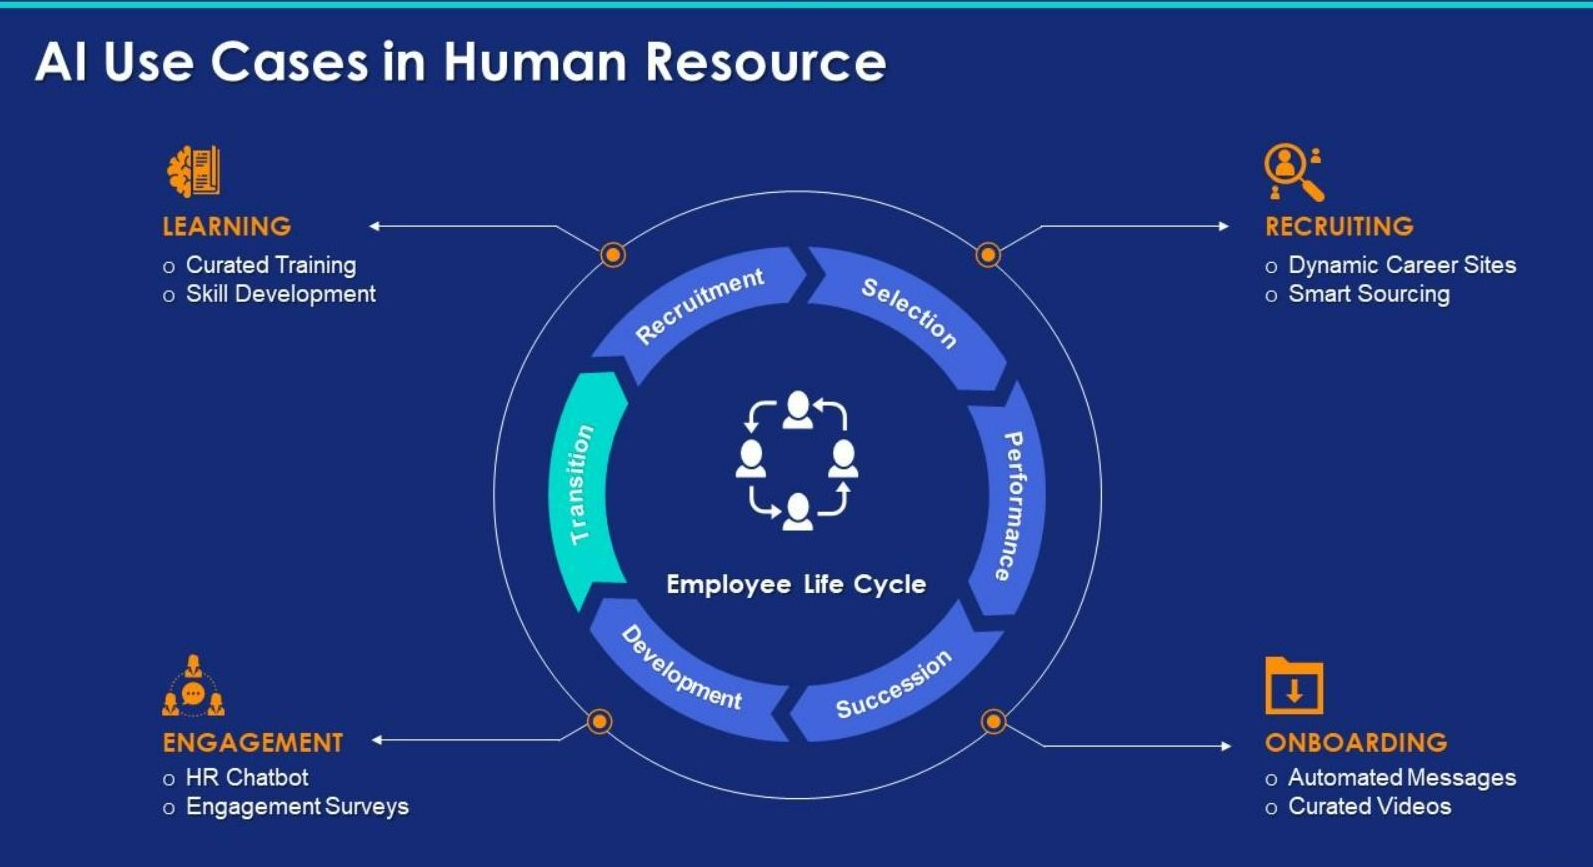 AI Use Cases in Human Resource
LEARNING
o Curated Training
o Skill Development
RECRUITING
o Dynamic Career Sites
o Smart Sourcing
Recruitment
Selection
Performance
Succession
Development
Transition
Employee Life Cycle
ENGAGEMENT
o HR Chatbot
o Engagement Surveys
ONBOARDING
o Automated Messages
o Curated Videos